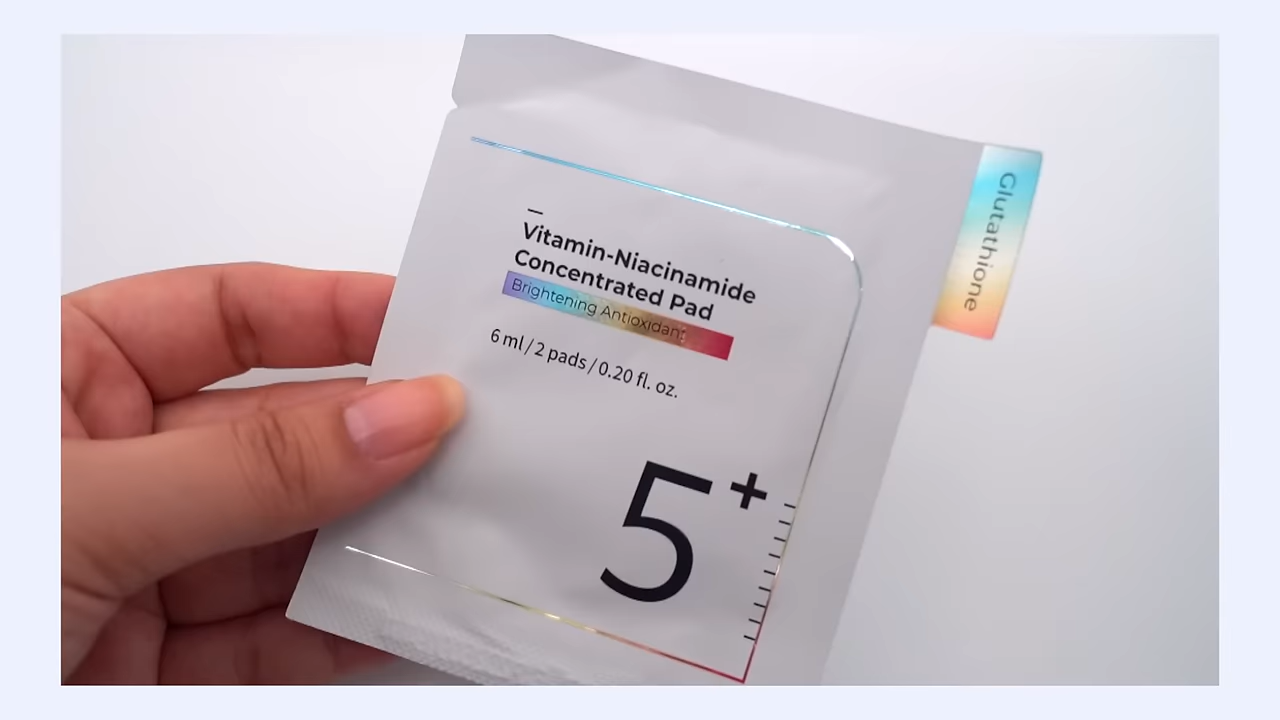 Vitamin-Niacinamide
Concentrated Pad
Brightening Antioxidant
6 ml / 2 pads / 0.20 fl. oz.
5+
Glutathione